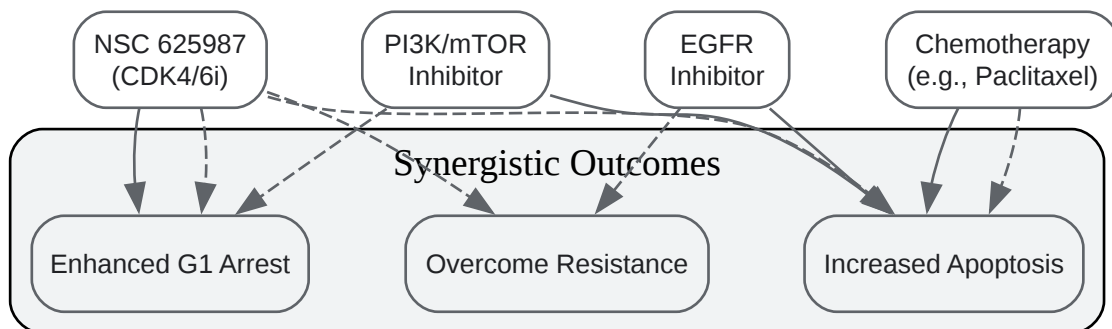 NSC 625987
(CDK4/6i)
PI3K/mTOR
Inhibitor
EGFR
Inhibitor
Chemotherapy
(e.g., Paclitaxel)
Synergistic Outcomes
Enhanced G1 Arrest
Overcome Resistance
Increased Apoptosis